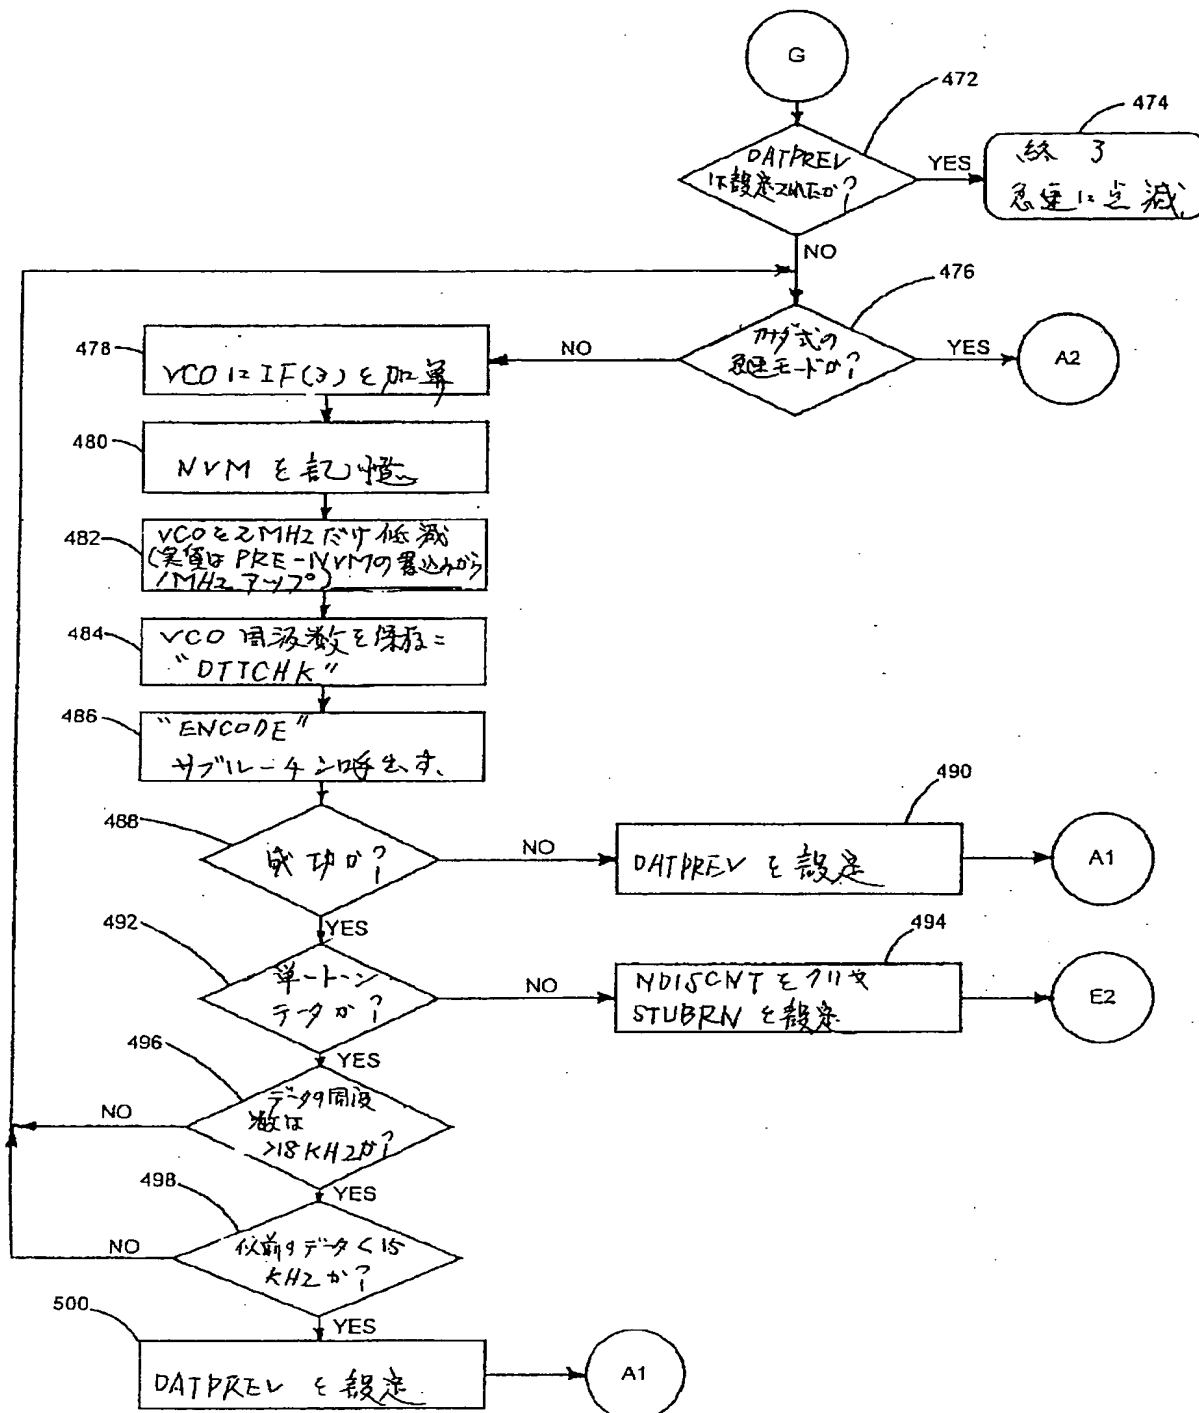 G
472
DATPREV
は設定されたか?
YES
474
終了
急速に点滅
NO
476
カナダ式の
急速モードか?
YES
A2
NO
478
VCOにIF(3)を加算
480
NVMを記憶
482
VCOを2MHzだけ低減
(実質はPRE-NVMの書込みから
1MHzアップ)
484
VCO周波数を保存=
"DTTCHK"
486
"ENCODE"
サブルーチン呼出す、
488
成功か?
NO
490
DATPREVを設定
A1
YES
492
単一トーン
データか?
NO
494
NDISCNTをクリヤ
STUBRNを設定
E2
YES
496
データの周波
数は
>18KHzか?
NO
YES
498
以前のデータ<15
KHzか?
NO
YES
500
DATPREVを設定
A1